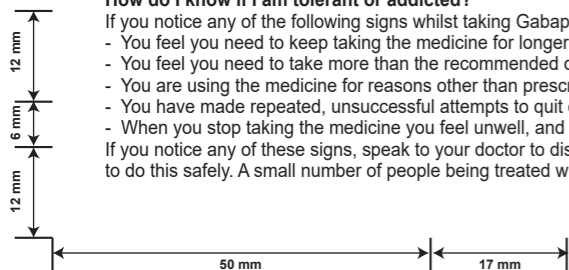 How do I know if I am tolerant or addicted?
If you notice any of the following signs whilst taking Gabap
- You feel you need to keep taking the medicine for longer
- You feel you need to take more than the recommended
- You are using the medicine for reasons other than prescr
- You have made repeated, unsuccessful attempts to quit
- When you stop taking the medicine you feel unwell, and
If you notice any of these signs, speak to your doctor to dis
to do this safely. A small number of people being treated w
12 mm
6 mm
12 mm
50 mm
17 mm